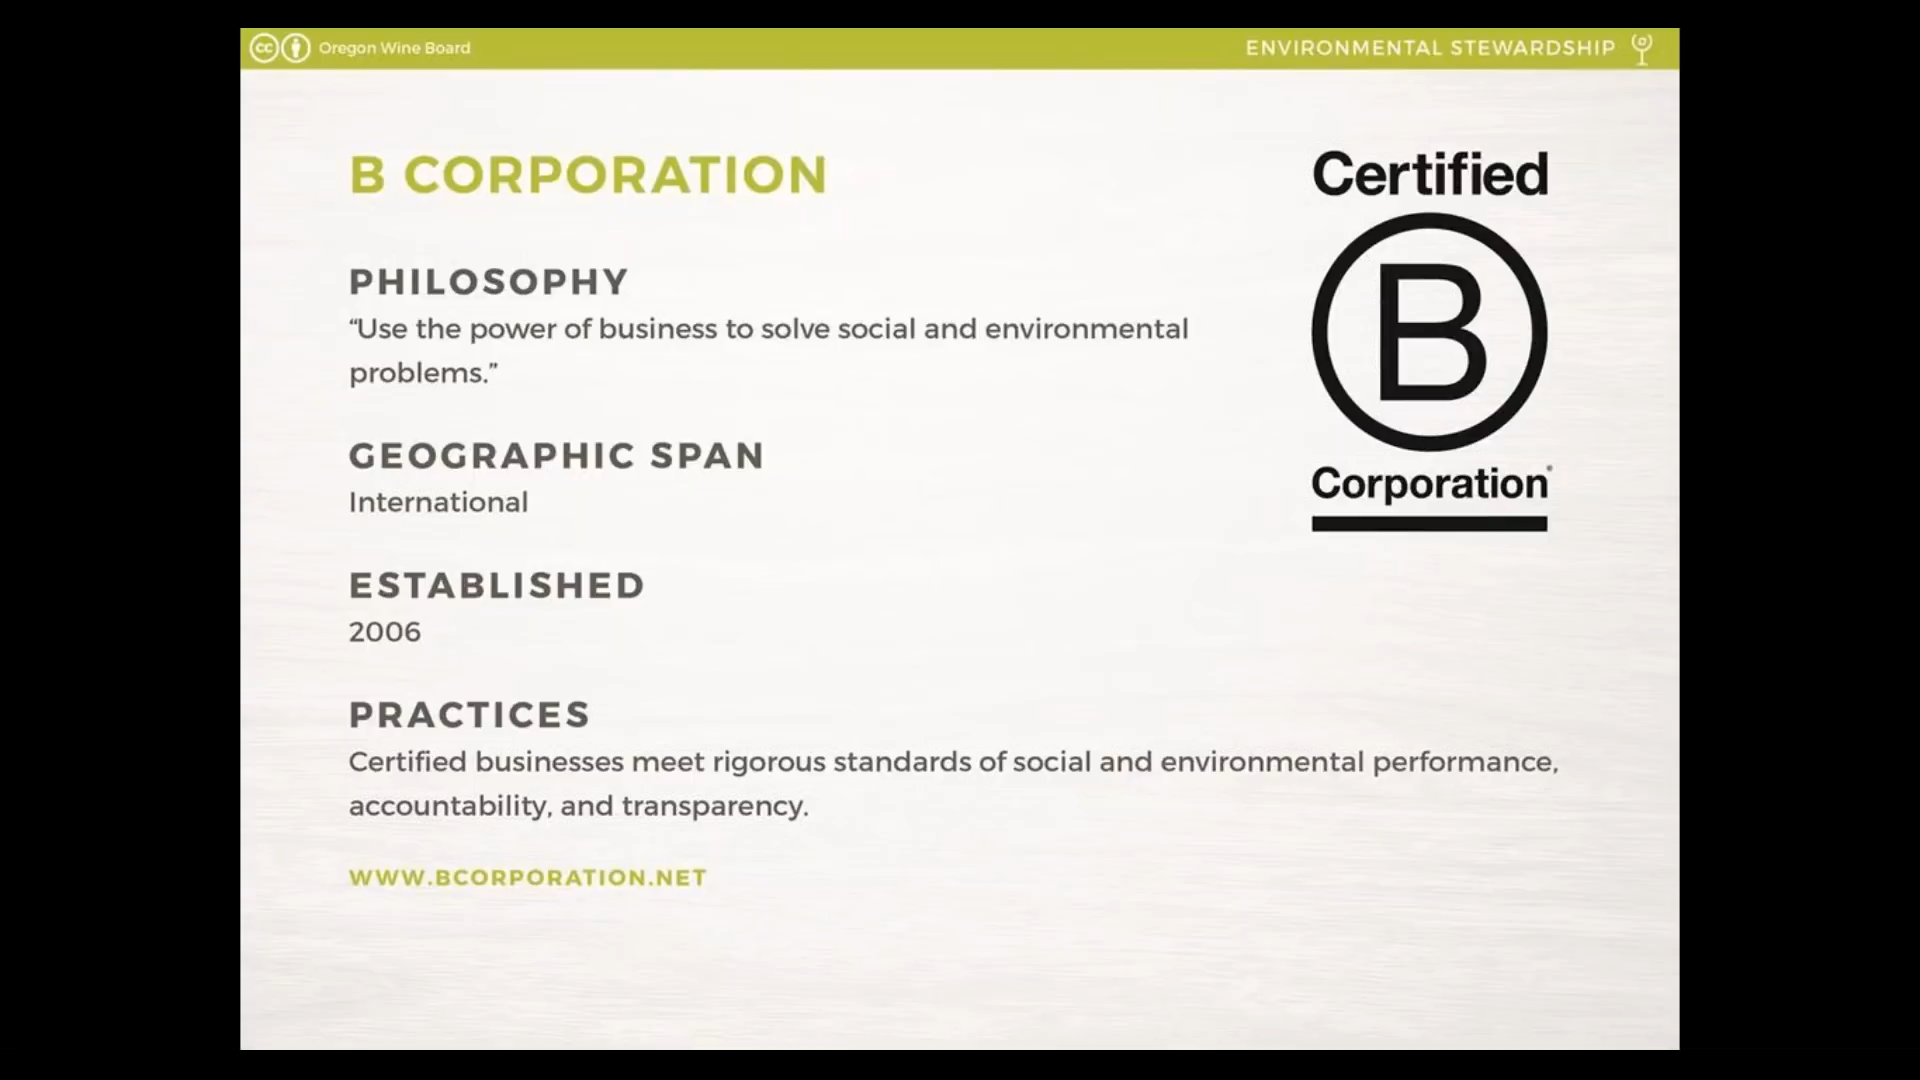 Oregon Wine Board
ENVIRONMENTAL STEWARDSHIP
B CORPORATION
PHILOSOPHY
“Use the power of business to solve social and environmental
problems.”
GEOGRAPHIC SPAN
International
ESTABLISHED
2006
PRACTICES
Certified businesses meet rigorous standards of social and environmental performance,
accountability, and transparency.
WWW.BCORPORATION.NET
Certified
B
Corporation